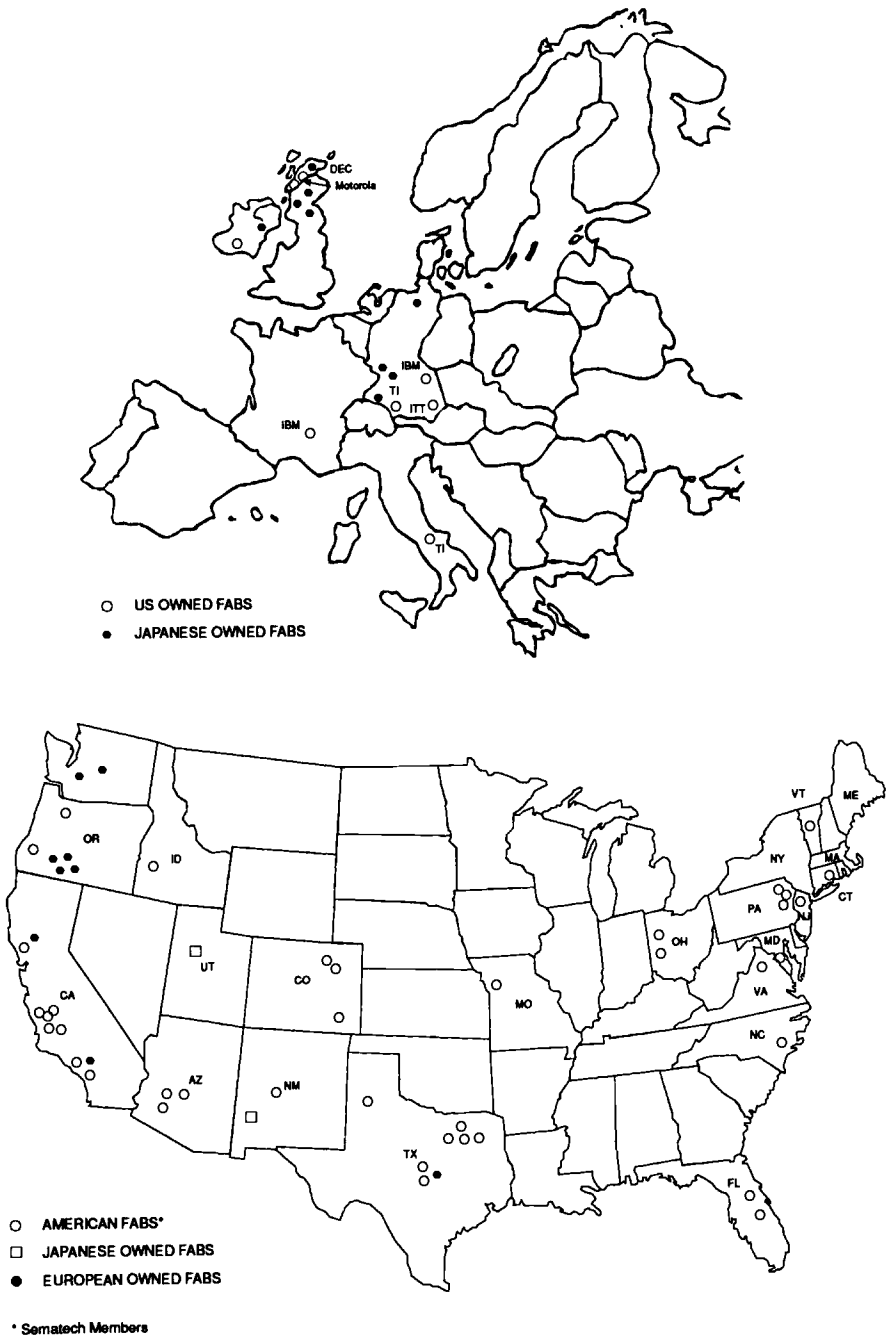 DEC
Motorola
IBM
TI
ITT
IBM
TI
US OWNED FABS
JAPANESE OWNED FABS
VT
ME
OR
ID
NY
MA
CT
PA
NJ
OH
MD
UT
CO
CA
MO
VA
NC
AZ
NM
TX
FL
AMERICAN FABS*
JAPANESE OWNED FABS
EUROPEAN OWNED FABS
* Sematech Members